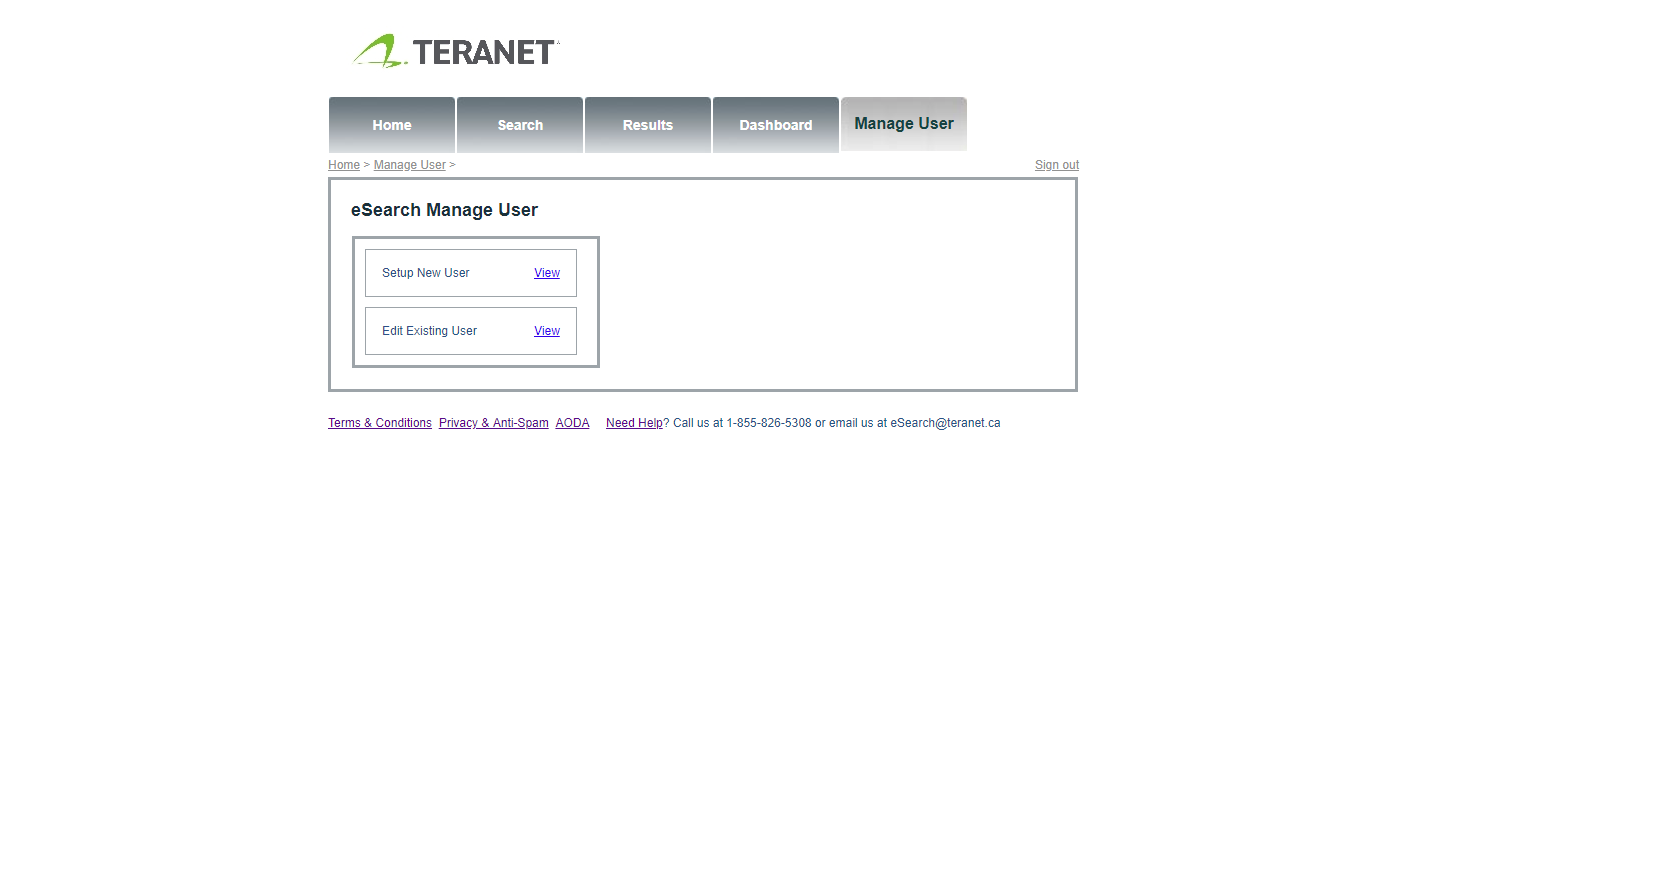 TERANET
Home Search Results Dashboard Manage User
Home > Manage User > Sign out
eSearch Manage User
Setup New User View
Edit Existing User View
Terms & Conditions Privacy & Anti-Spam AODA Need Help? Call us at 1-855-826-5308 or email us at eSearch@teranet.ca